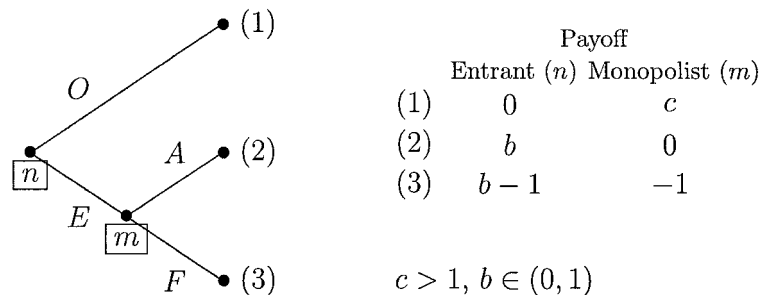 (1)
O
A
(2)
n
E
m
F
(3)
Payoff
Entrant (n) Monopolist (m)
(1) 0 c
(2) b 0
(3) b − 1 −1
c > 1, b ∈ (0, 1)